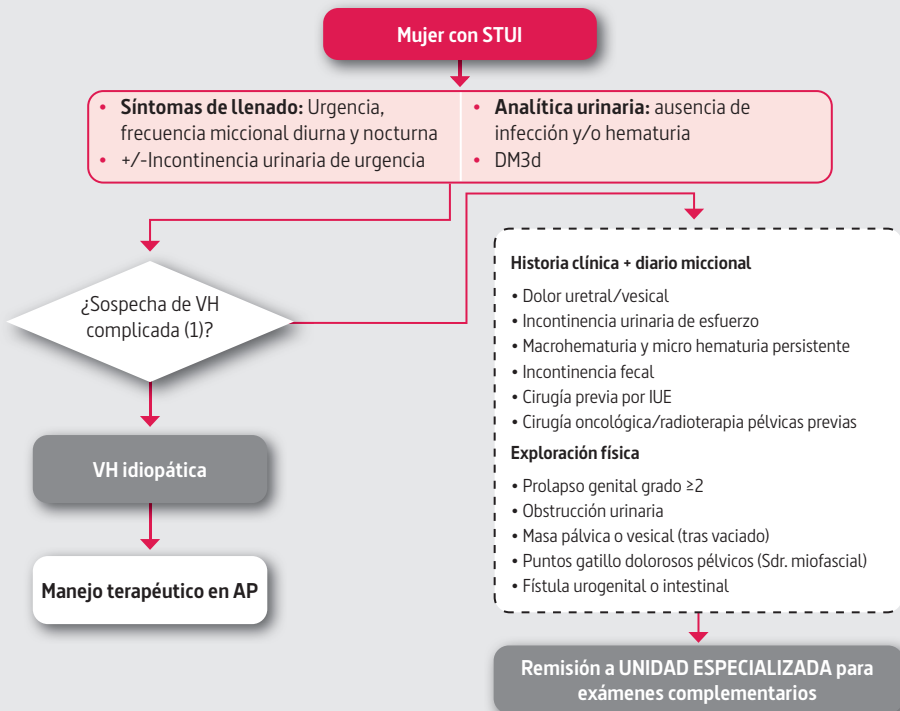 Mujer con STUI
• Síntomas de llenado: Urgencia,
frecuencia miccional diurna y nocturna
• +/-Incontinencia urinaria de urgencia
• Analítica urinaria: ausencia de
infección y/o hematuria
• DM3d
¿Sospecha de VH
complicada (1)?
VH idiopática
Manejo terapéutico en AP
Historia clínica + diario miccional
• Dolor uretral/vesical
• Incontinencia urinaria de esfuerzo
• Macrohematuria y micro hematuria persistente
• Incontinencia fecal
• Cirugía previa por IUE
• Cirugía oncológica/radioterapia pélvicas previas
Exploración física
• Prolapso genital grado ≥2
• Obstrucción urinaria
• Masa pálvica o vesical (tras vaciado)
• Puntos gatillo dolorosos pélvicos (Sdr. miofascial)
• Fístula urogenital o intestinal
Remisión a UNIDAD ESPECIALIZADA para
exámenes complementarios